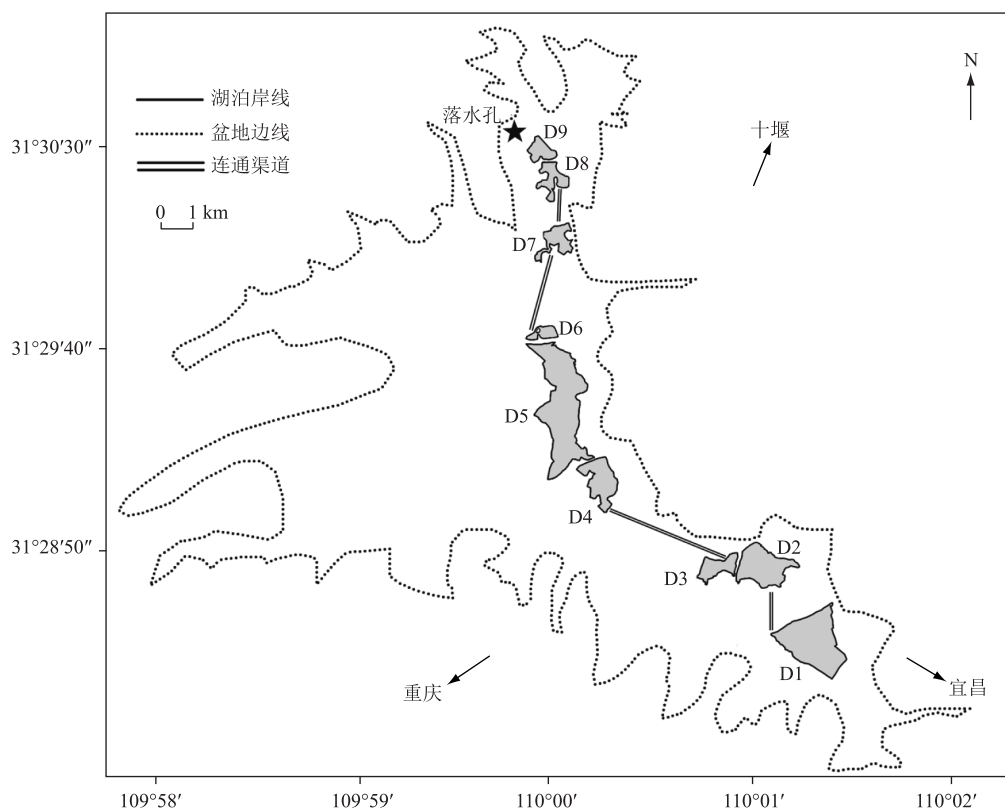 N
湖泊岸线
落水孔
D9
十堰
盆地边线
31°30′30″
D8
连通渠道
0 1 km
D7
D6
31°29′40″
D5
D4
31°28′50″
D2
D3
D1
重庆
宜昌
109°58′
109°59′
110°00′
110°01′
110°02′